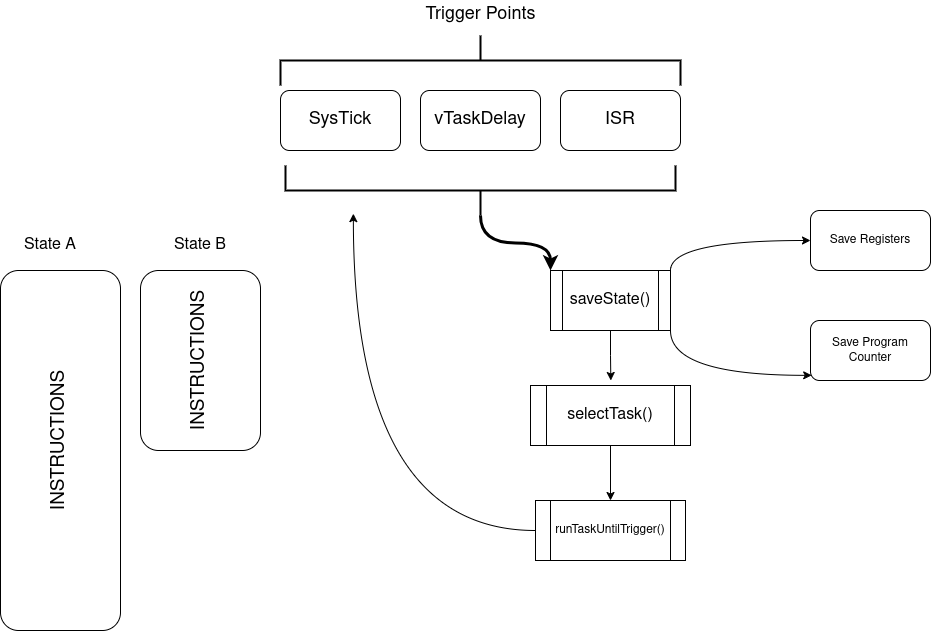 Trigger Points
SysTick
vTaskDelay
ISR
State A
State B
INSTRUCTIONS
INSTRUCTIONS
saveState()
Save Registers
Save Program
Counter
selectTask()
runTaskUntilTrigger()